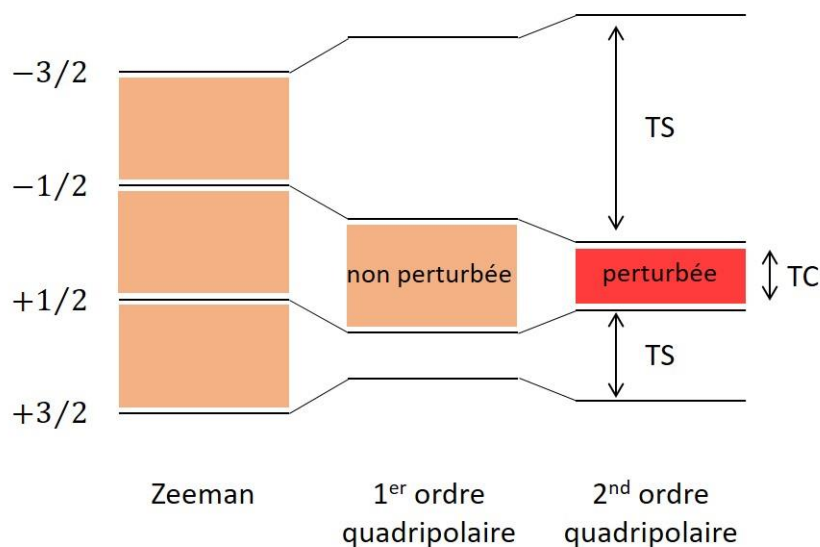 −3/2
TS
−1/2
non perturbée
perturbée
TC
+1/2
TS
+3/2
Zeeman
1er ordre
quadripolaire
2nd ordre
quadripolaire